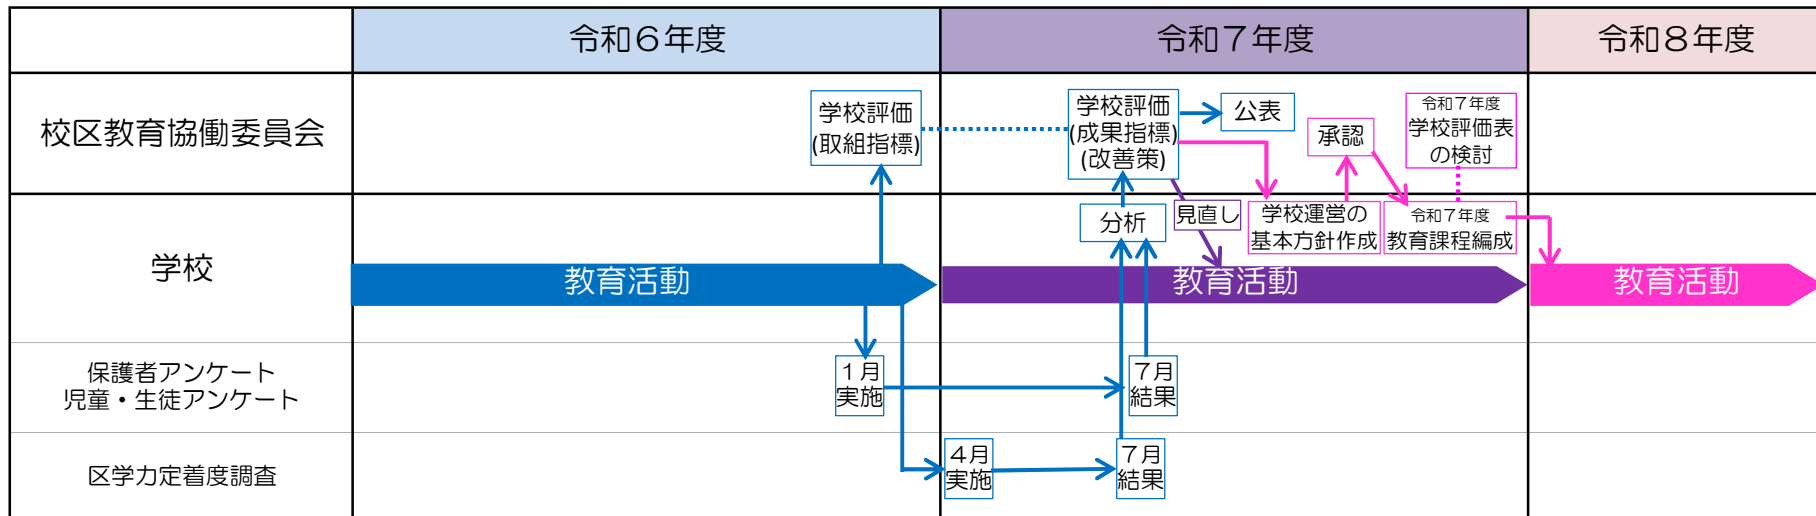 令和６年度
令和７年度
令和８年度
校区教育協働委員会
学校評価
(取組指標)
学校評価
(成果指標)
(改善策)
公表
承認
令和７年度
学校評価表
の検討
学校
分析
見直し
学校運営の
基本方針作成
令和７年度
教育課程編成
教育活動
教育活動
教育活動
保護者アンケート
児童・生徒アンケート
１月
実施
７月
結果
区学力定着度調査
４月
実施
７月
結果